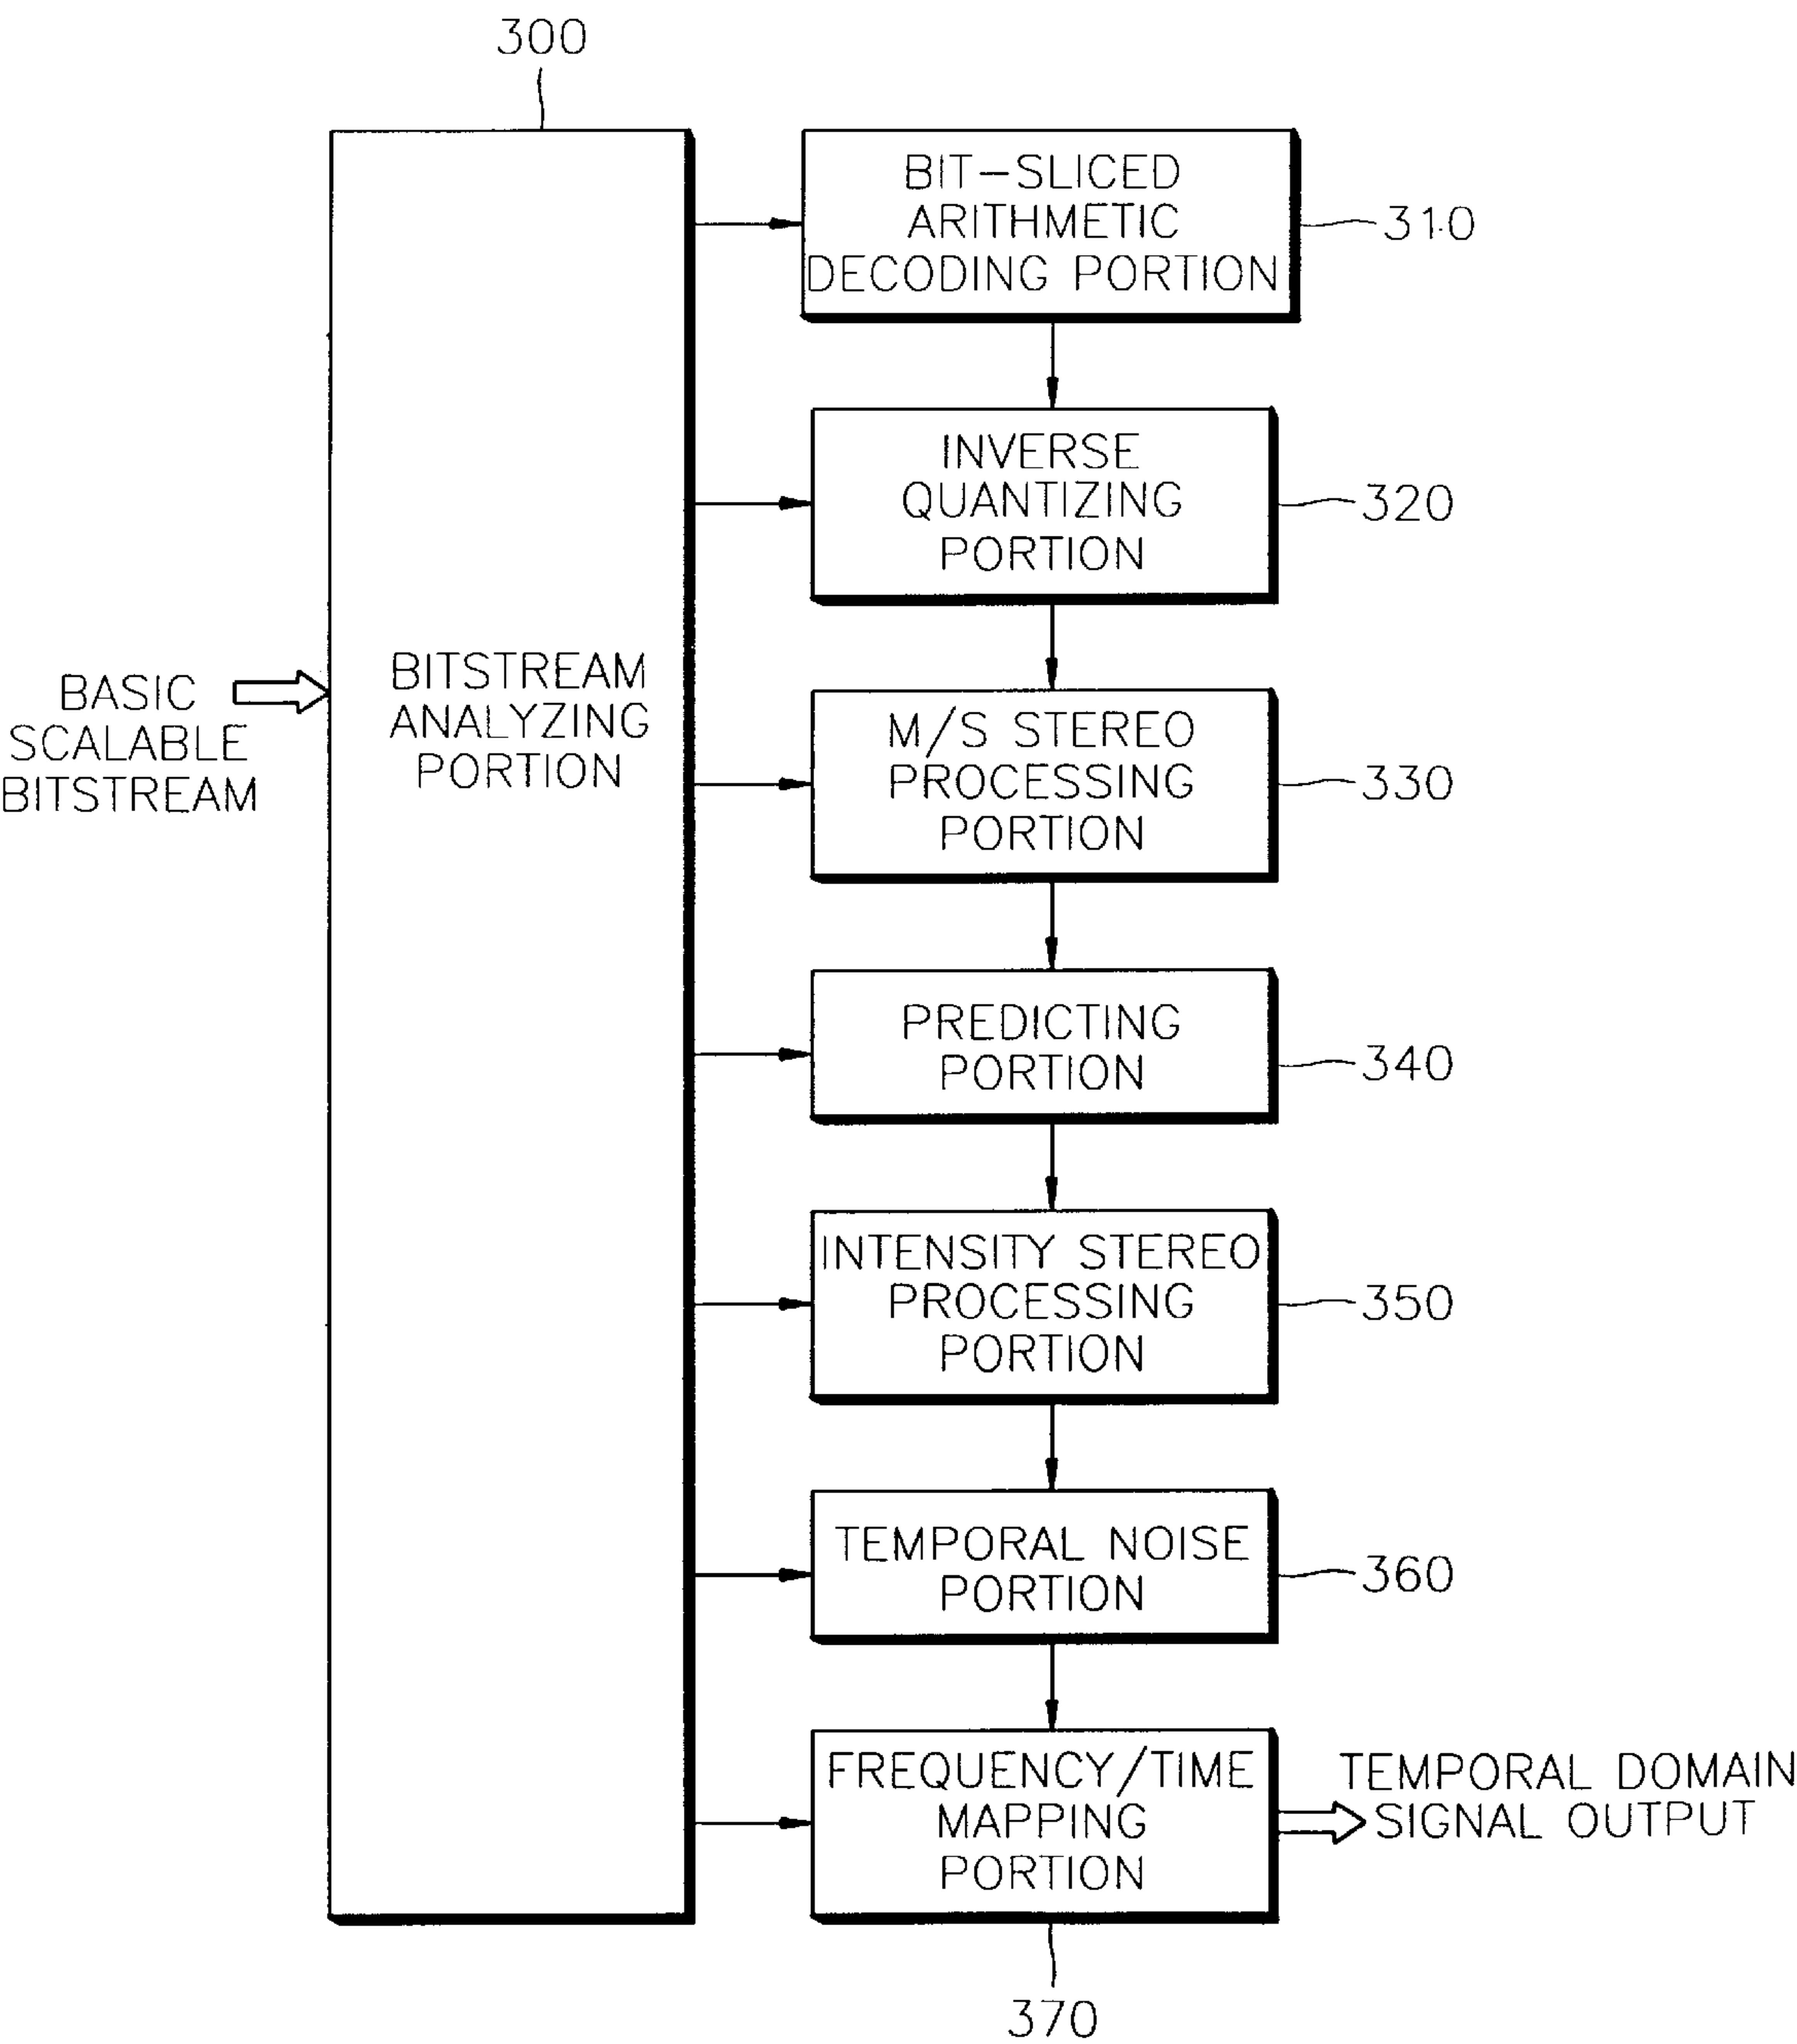 300
BIT-SLICED
ARITHMETIC
DECODING PORTION
310
INVERSE
QUANTIZING
PORTION
320
BASIC
SCALABLE
BITSTREAM
BITSTREAM
ANALYZING
PORTION
M/S STEREO
PROCESSING
PORTION
330
PREDICTING
PORTION
340
INTENSITY STEREO
PROCESSING
PORTION
350
TEMPORAL NOISE
PORTION
360
FREQUENCY/TIME
MAPPING
PORTION
TEMPORAL DOMAIN
SIGNAL OUTPUT
370